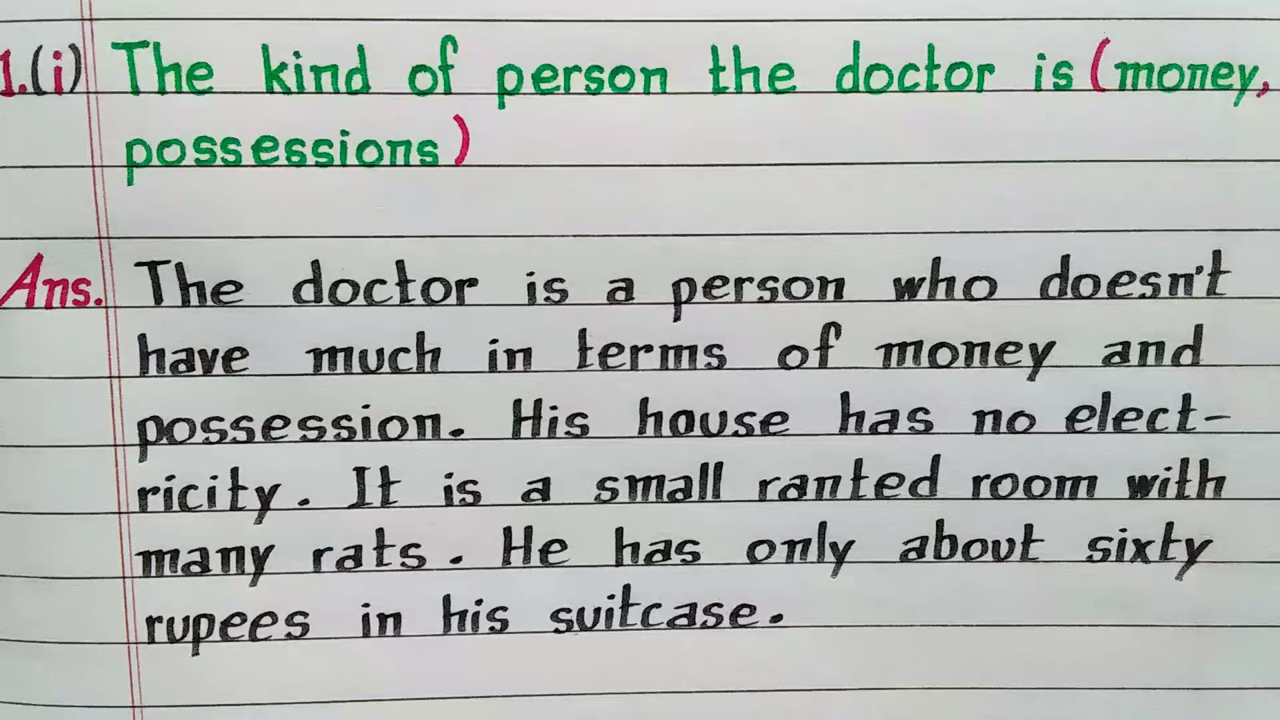 1.(i) The kind of person the doctor is (money,
possessions)
Ans. The doctor is a person who doesn't
have much in terms of money and
possession. His house has no elect-
ricity. It is a small ranted room with
many rats. He has only about sixty
rupees in his suitcase.